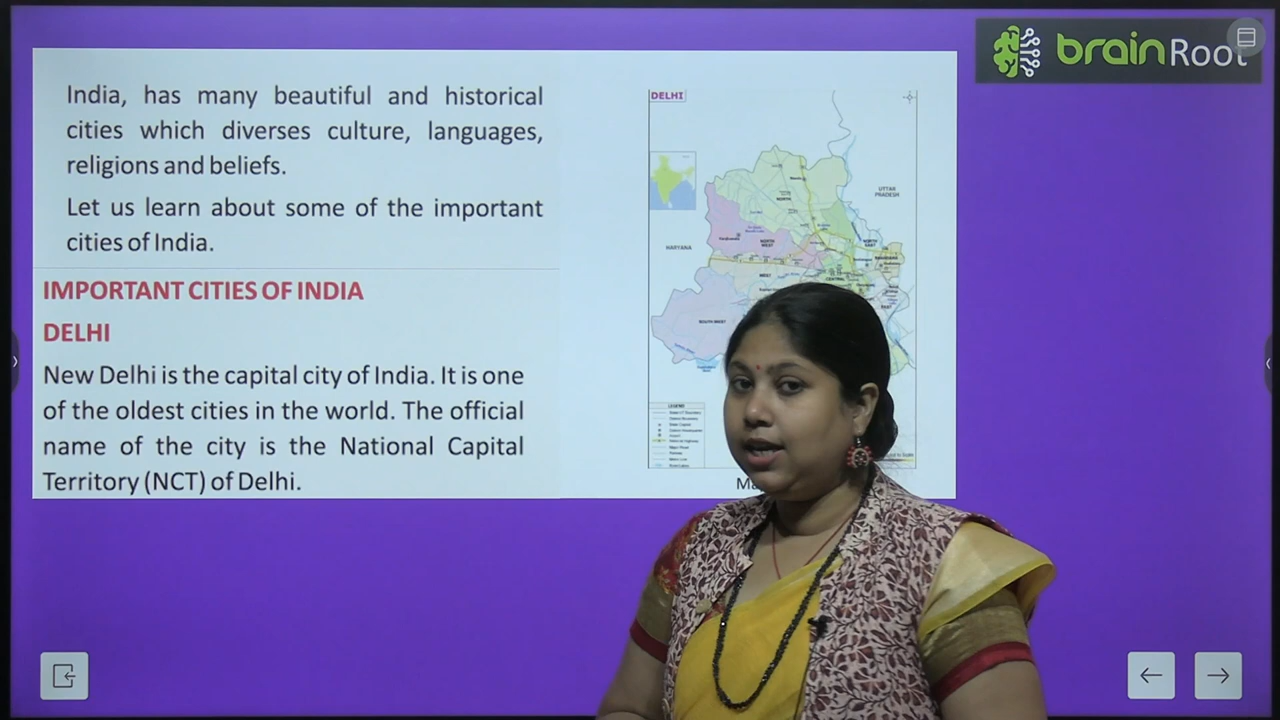 brainRoot
India, has many beautiful and historical
cities which diverses culture, languages,
religions and beliefs.
Let us learn about some of the important
cities of India.
IMPORTANT CITIES OF INDIA
DELHI
New Delhi is the capital city of India. It is one
of the oldest cities in the world. The official
name of the city is the National Capital
Territory (NCT) of Delhi.
DELHI
UTTAR
PRADESH
HARYANA
NORTH
NORTH
WEST
NORTH
EAST
WEST
CENTRAL
EAST
SOUTH WEST
LEGEND